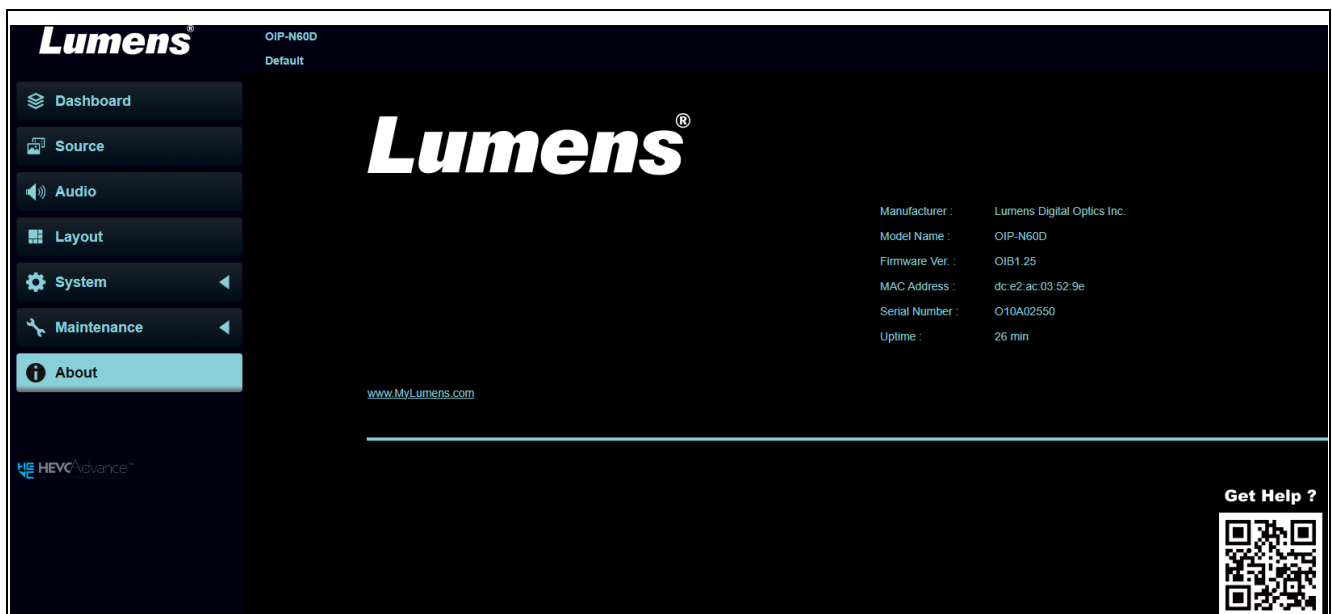 Lumens®
OIP-N60D
Default
Dashboard
Source
Audio
Layout
System
Maintenance
About
HEVCAdvance™
Lumens®
Manufacturer : Lumens Digital Optics Inc.
Model Name : OIP-N60D
Firmware Ver. : OIB1.25
MAC Address : dc:e2:ac:03:52:9e
Serial Number : O10A02550
Uptime : 26 min
www.MyLumens.com
Get Help ?